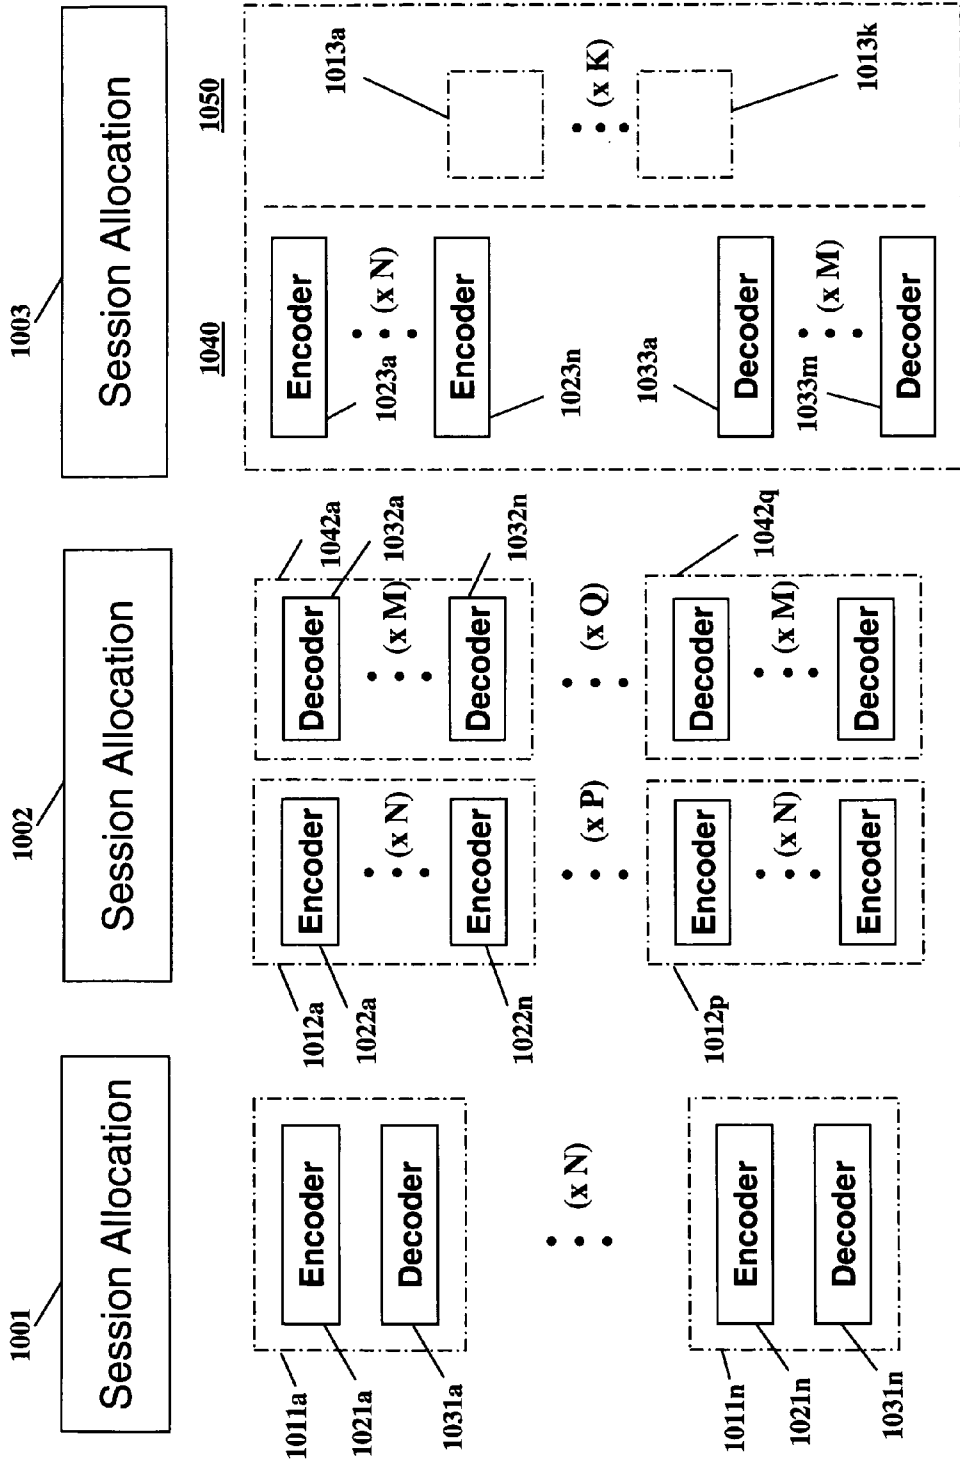 1001
Session Allocation
1011a
1021a
1031a
Encoder
Decoder
(x N)
1011n
1021n
1031n
Encoder
Decoder
1002
Session Allocation
1012a
1022a
1022n
Encoder
(x N)
Encoder
(x P)
1012p
Encoder
(x N)
Encoder
1042a
1032a
1032n
Decoder
(x M)
Decoder
(x Q)
1042q
Decoder
(x M)
Decoder
1003
Session Allocation
1040
1050
Encoder
1023a
(x N)
Encoder
1023n
1033a
Decoder
1033m
(x M)
Decoder
1013a
(x K)
1013k